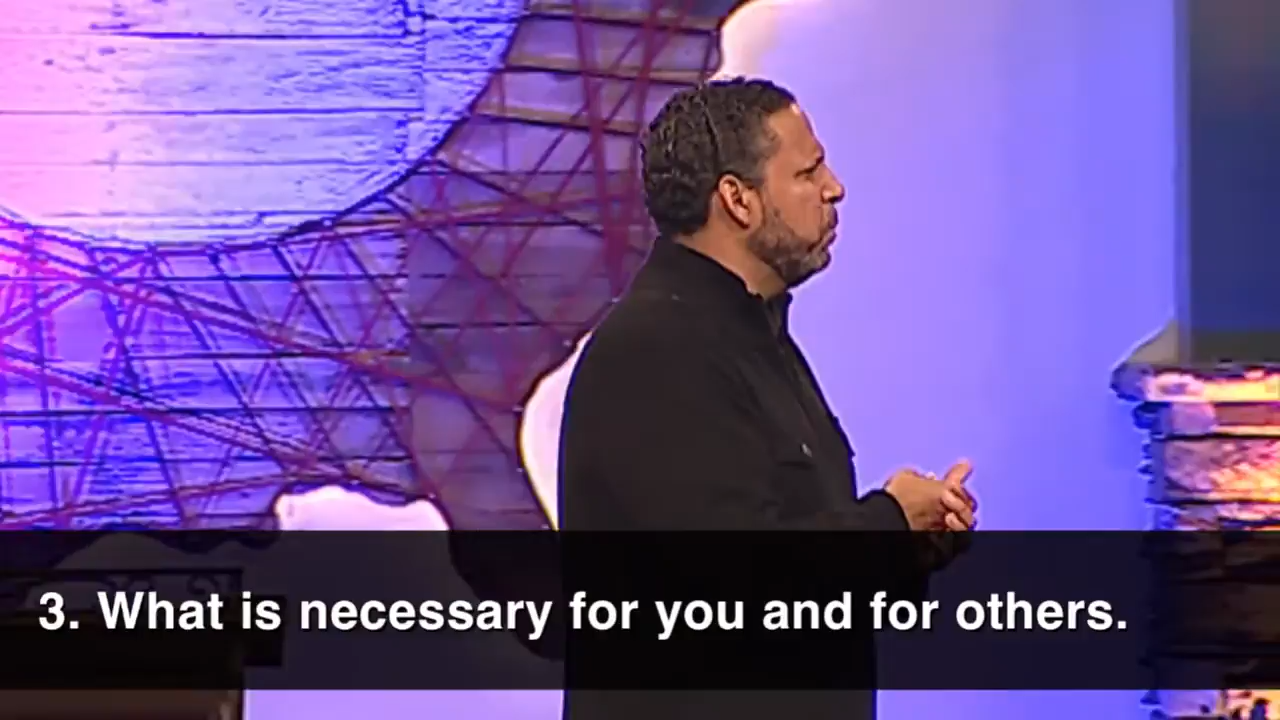 3. What is necessary for you and for others.